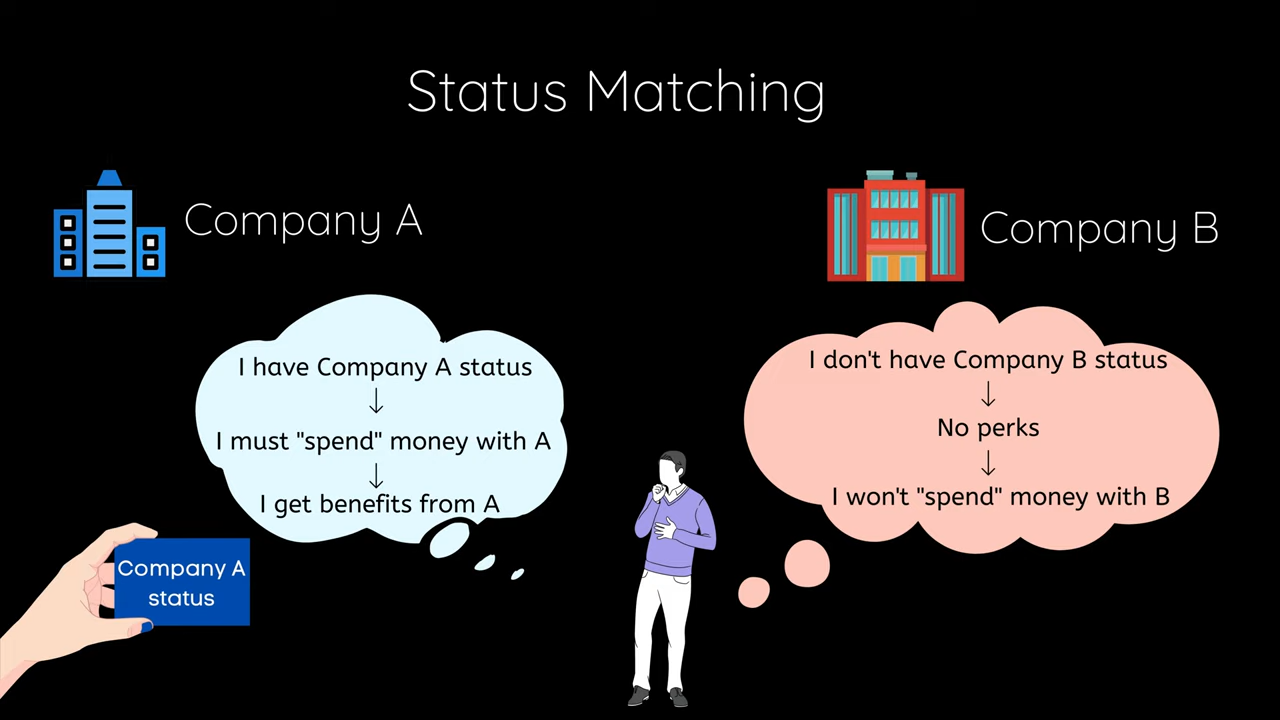 Status Matching
Company A
Company B
I have Company A status
↓
I must "spend" money with A
↓
I get benefits from A
I don't have Company B status
↓
No perks
↓
I won't "spend" money with B
Company A
status